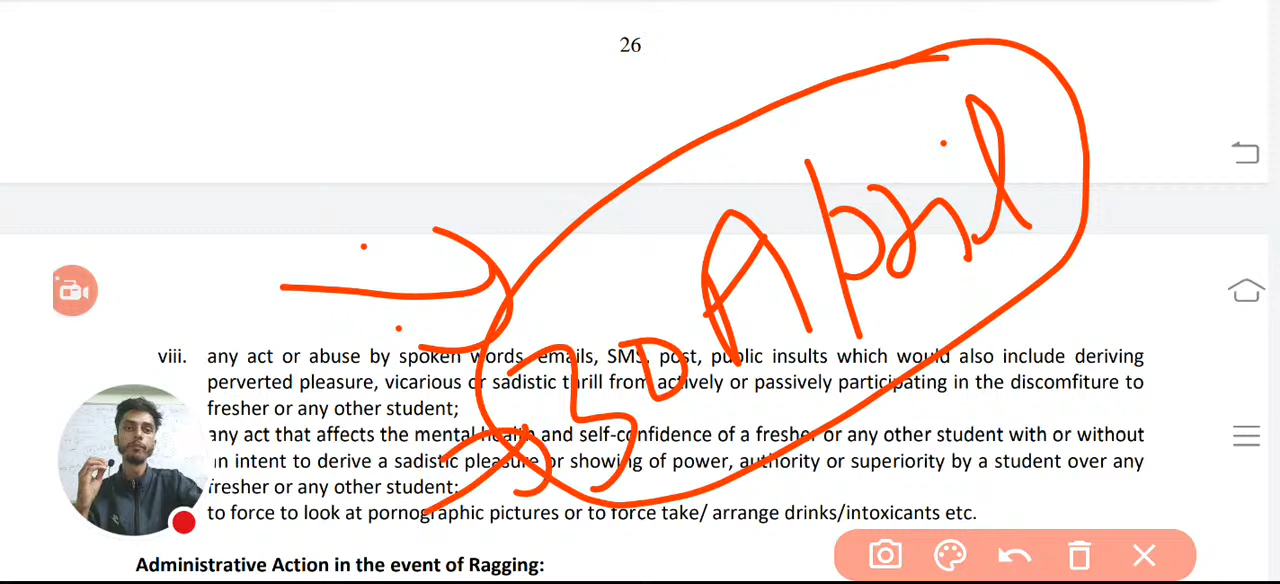 26
30 April
viii. any act or abuse by spoken words, emails, SMS, post, public insults which would also include deriving
perverted pleasure, vicarious or sadistic thrill from actively or passively participating in the discomfiture to
fresher or any other student;
any act that affects the mental health and self-confidence of a fresher or any other student with or without
an intent to derive a sadistic pleasure or showing of power, authority or superiority by a student over any
fresher or any other student;
to force to look at pornographic pictures or to force take/ arrange drinks/intoxicants etc.
Administrative Action in the event of Ragging: